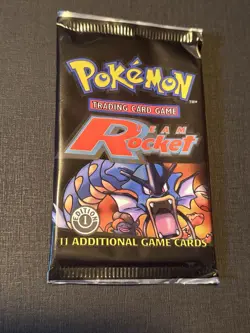 POKéMON
TRADING CARD GAME
TEAM
Rocket
EDITION
1
11 ADDITIONAL GAME CARDS